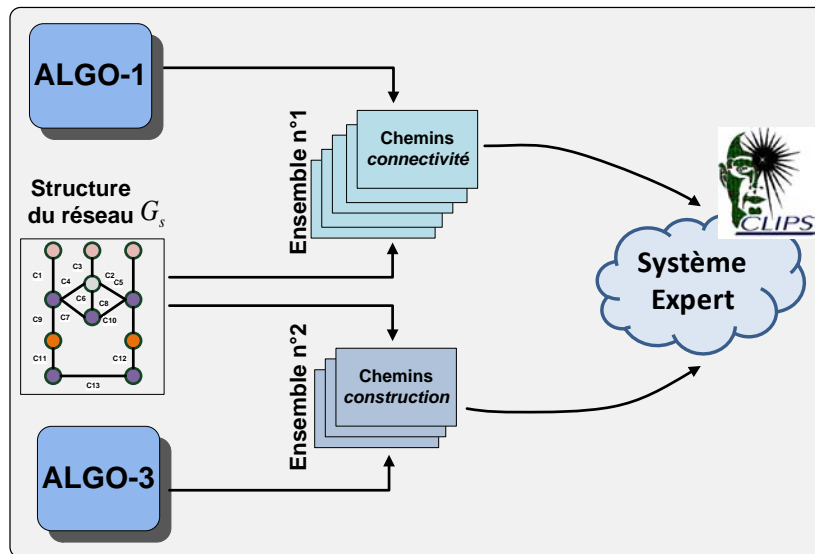 ALGO-1
Ensemble n°1
Chemins
connectivité
CLIPS
Structure
du réseau Gₛ
C1
C3
C4
C2
C5
C6
C8
C9
C7
C10
C11
C12
C13
Système
Expert
Ensemble n°2
Chemins
construction
ALGO-3